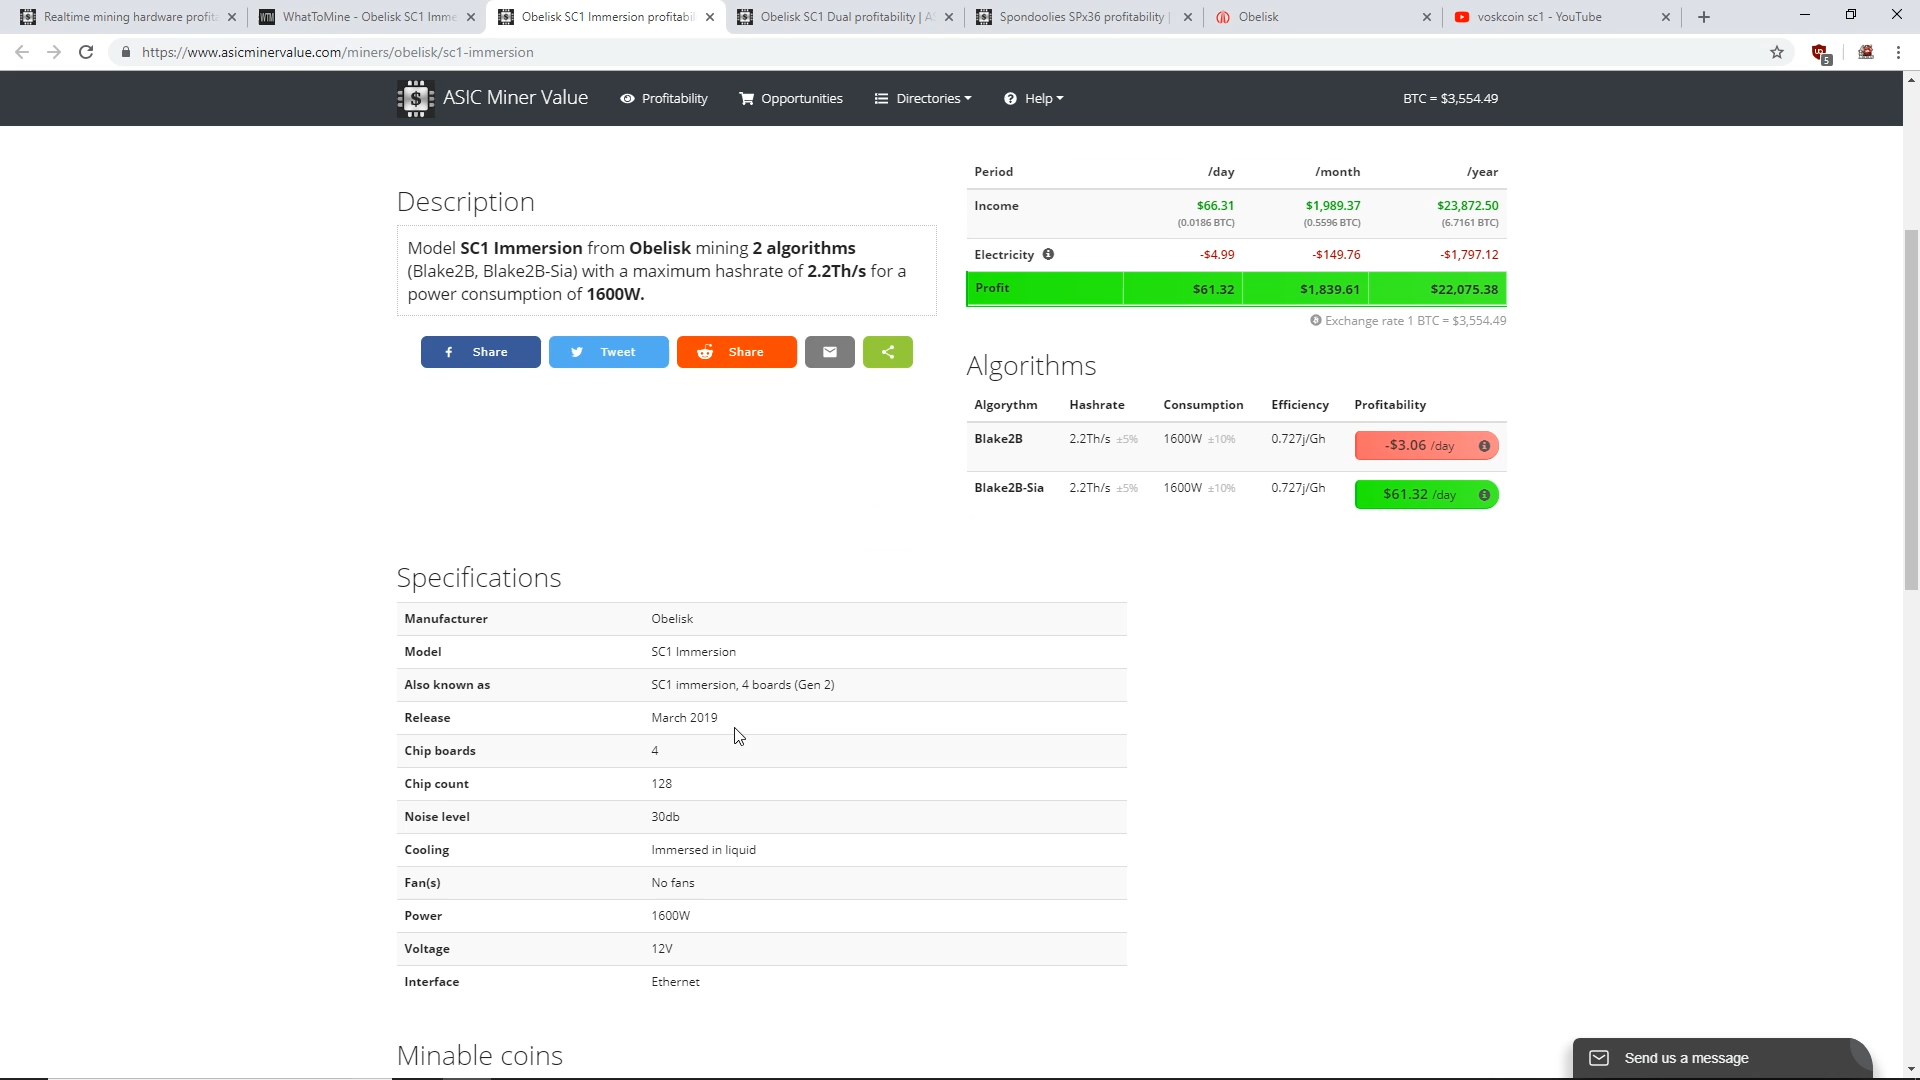 Realtime mining hardware profita
WhatToMine - Obelisk SC1 Imme
Obelisk SC1 Immersion profitabil
Obelisk SC1 Dual profitability | AS
Spondoolies SPx36 profitability |
Obelisk
voskcoin sc1 - YouTube
https://www.asicminervalue.com/miners/obelisk/sc1-immersion
5
ASIC Miner Value
Profitability
Opportunities
Directories
Help
BTC = $3,554.49
Description
Model SC1 Immersion from Obelisk mining 2 algorithms
(Blake2B, Blake2B-Sia) with a maximum hashrate of 2.2Th/s for a
power consumption of 1600W.
Share
Tweet
Share
Period /day /month /year
Income $66.31 $1,989.37 $23,872.50
(0.0186 BTC) (0.5596 BTC) (6.7161 BTC)
Electricity -$4.99 -$149.76 -$1,797.12
Profit $61.32 $1,839.61 $22,075.38
Exchange rate 1 BTC = $3,554.49
Algorithms
Algorythm Hashrate Consumption Efficiency Profitability
Blake2B 2.2Th/s ±5% 1600W ±10% 0.727j/Gh -$3.06 /day
Blake2B-Sia 2.2Th/s ±5% 1600W ±10% 0.727j/Gh $61.32 /day
Specifications
Manufacturer Obelisk
Model SC1 Immersion
Also known as SC1 immersion, 4 boards (Gen 2)
Release March 2019
Chip boards 4
Chip count 128
Noise level 30db
Cooling Immersed in liquid
Fan(s) No fans
Power 1600W
Voltage 12V
Interface Ethernet
Minable coins
Send us a message